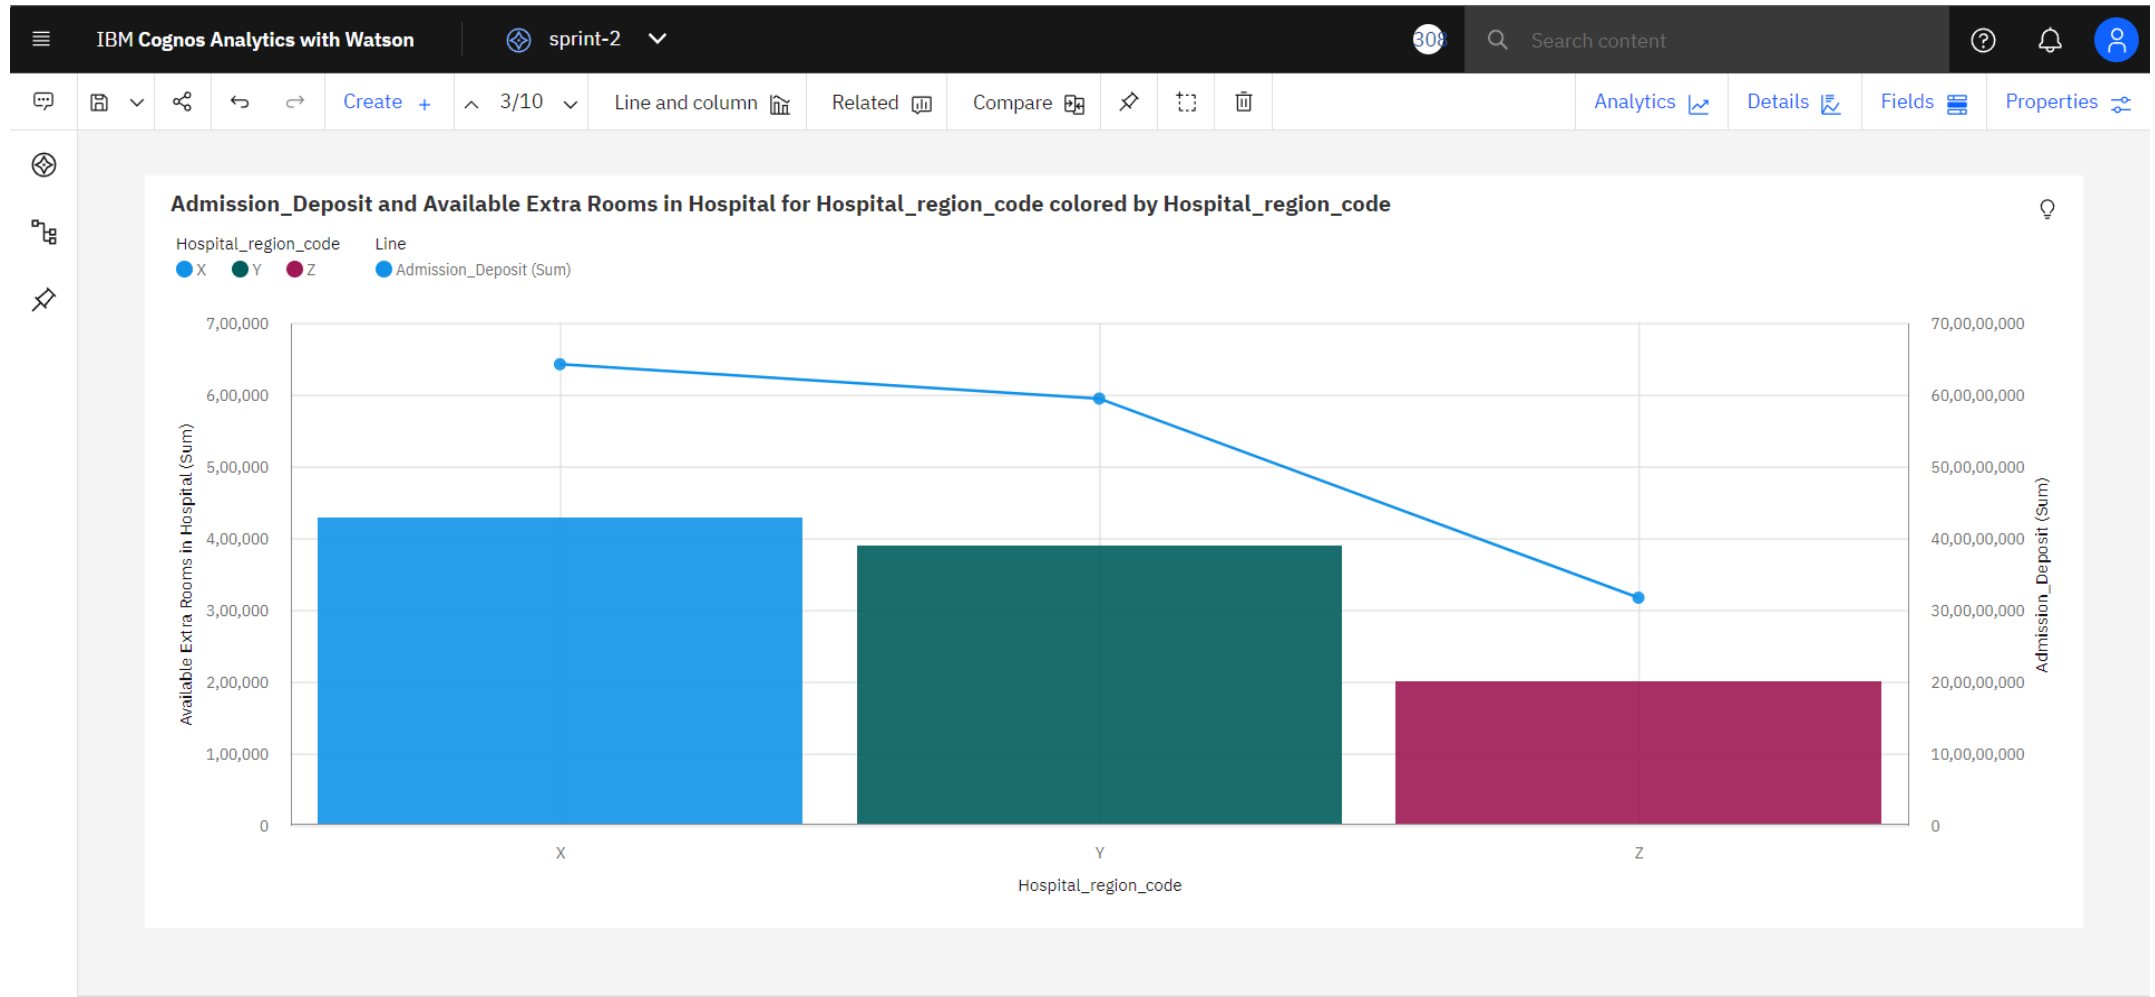 IBM Cognos Analytics with Watson
sprint-2
308
Search content
Create +
3/10
Line and column
Related
Compare
Analytics
Details
Fields
Properties
Admission_Deposit and Available Extra Rooms in Hospital for Hospital_region_code colored by Hospital_region_code
Hospital_region_code
Line
X
Y
Z
Admission_Deposit (Sum)
7,00,000
6,00,000
5,00,000
4,00,000
3,00,000
2,00,000
1,00,000
0
Available Extra Rooms in Hospital (Sum)
70,00,00,000
60,00,00,000
50,00,00,000
40,00,00,000
30,00,00,000
20,00,00,000
10,00,00,000
0
Admission_Deposit (Sum)
X
Y
Z
Hospital_region_code